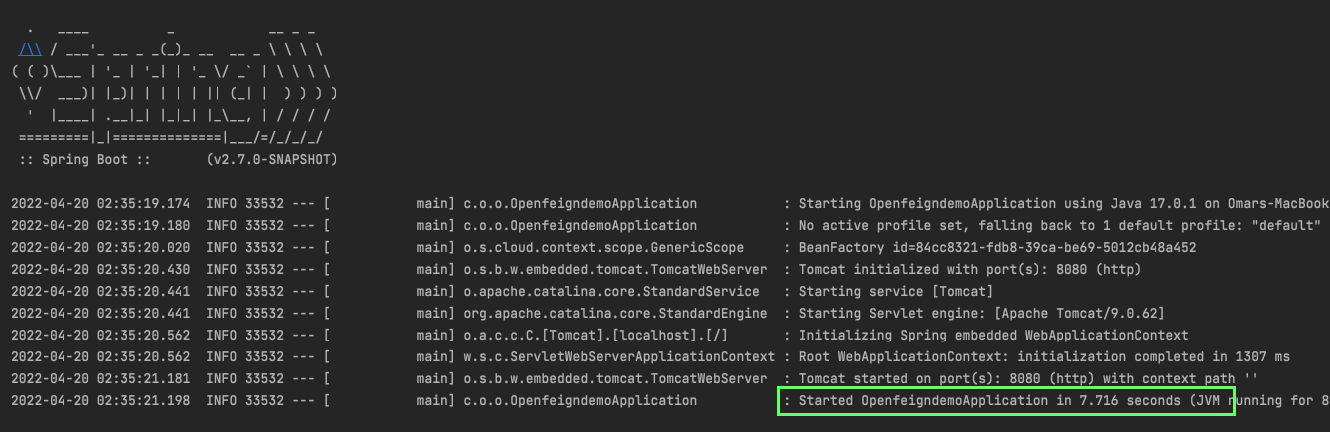 .   ____          _            __ _ _
 /\\ / ___'_ __ _ _(_)_ __  __ _ \ \ \ \
( ( )\___ | '_ | '_| | '_ \/ _` | \ \ \ \
 \\/  ___)| |_)| | | | | || (_| |  ) ) ) )
  '  |____| .__|_| |_|_| |_\__, | / / / /
 =========|_|==============|___/=/_/_/_/
 :: Spring Boot ::       (v2.7.0-SNAPSHOT)
2022-04-20 02:35:19.174  INFO 33532 --- [           main] c.o.o.OpenfeigndemoApplication           : Starting OpenfeigndemoApplication using Java 17.0.1 on Omars-MacBook
2022-04-20 02:35:19.180  INFO 33532 --- [           main] c.o.o.OpenfeigndemoApplication           : No active profile set, falling back to 1 default profile: "default"
2022-04-20 02:35:20.020  INFO 33532 --- [           main] o.s.cloud.context.scope.GenericScope     : BeanFactory id=84cc8321-fdb8-39ca-be69-5012cb48a452
2022-04-20 02:35:20.430  INFO 33532 --- [           main] o.s.b.w.embedded.tomcat.TomcatWebServer  : Tomcat initialized with port(s): 8080 (http)
2022-04-20 02:35:20.441  INFO 33532 --- [           main] o.apache.catalina.core.StandardService   : Starting service [Tomcat]
2022-04-20 02:35:20.441  INFO 33532 --- [           main] org.apache.catalina.core.StandardEngine  : Starting Servlet engine: [Apache Tomcat/9.0.62]
2022-04-20 02:35:20.562  INFO 33532 --- [           main] o.a.c.c.C.[Tomcat].[localhost].[/]       : Initializing Spring embedded WebApplicationContext
2022-04-20 02:35:20.562  INFO 33532 --- [           main] w.s.c.ServletWebServerApplicationContext : Root WebApplicationContext: initialization completed in 1307 ms
2022-04-20 02:35:21.181  INFO 33532 --- [           main] o.s.b.w.embedded.tomcat.TomcatWebServer  : Tomcat started on port(s): 8080 (http) with context path ''
2022-04-20 02:35:21.198  INFO 33532 --- [           main] c.o.o.OpenfeigndemoApplication           : Started OpenfeigndemoApplication in 7.716 seconds (JVM running for 8